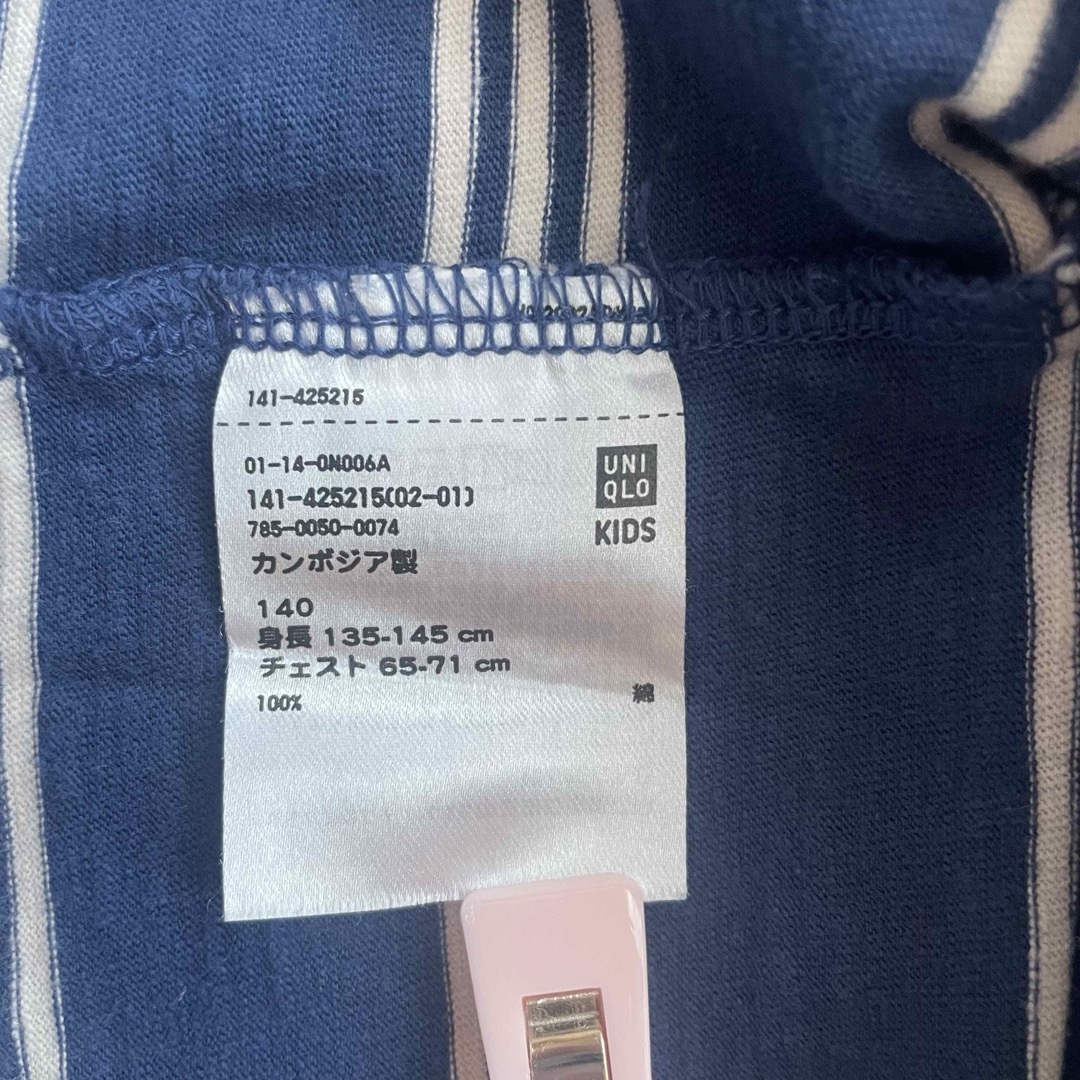 141-425215
01-14-0N006A
141-425215(02-01)
785-0050-0074
カンボジア製
UNI
QLO
KIDS
140
身長 135-145 cm
チェスト 65-71 cm
100% 綿